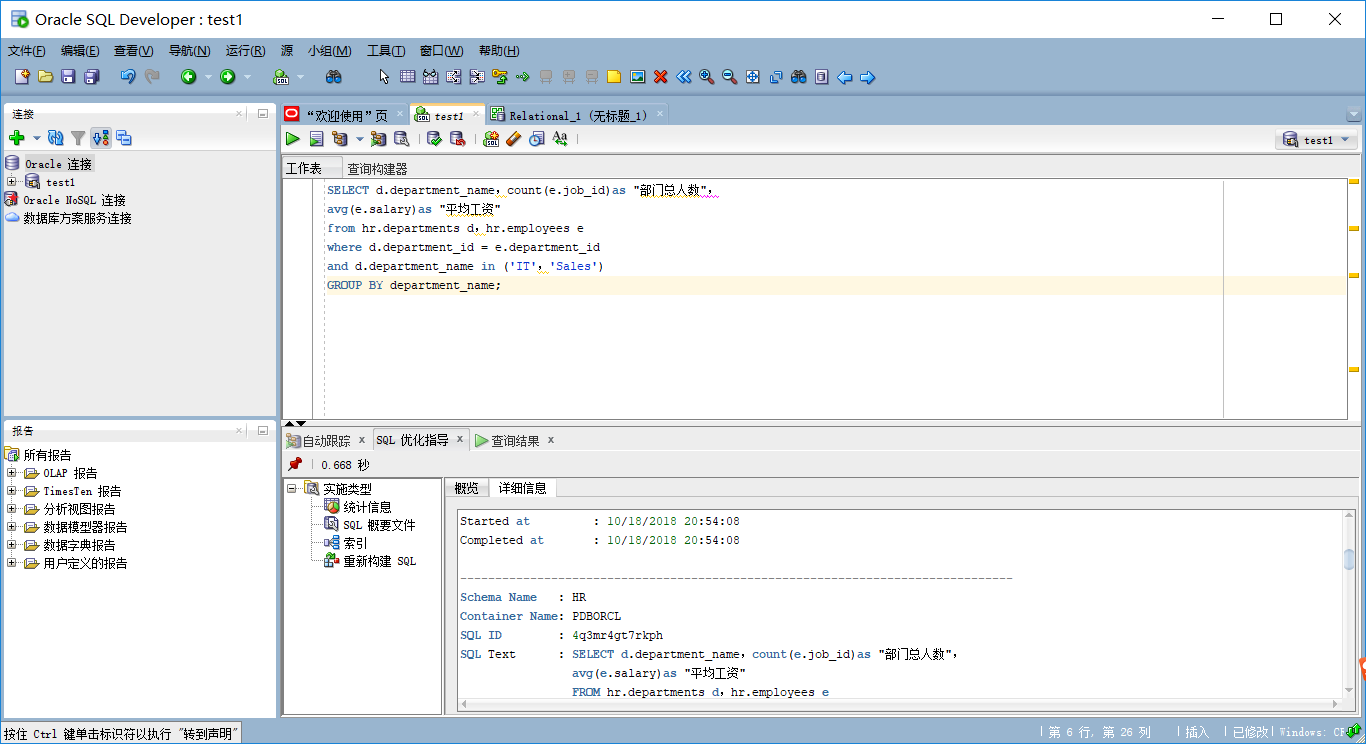 Oracle SQL Developer : test1
文件(F) 编辑(E) 查看(V) 导航(N) 运行(R) 源 小组(M) 工具(T) 窗口(W) 帮助(H)
连接
“欢迎使用”页 test1 Relational_1 (无标题_1)
test1
Oracle 连接
test1
Oracle NoSQL 连接
数据库方案服务连接
工作表 查询构建器
SELECT d.department_name，count(e.job_id)as "部门总人数"，
avg(e.salary)as "平均工资"
from hr.departments d，hr.employees e
where d.department_id = e.department_id
and d.department_name in ('IT'，'Sales')
GROUP BY department_name;
报告
所有报告
OLAP 报告
TimesTen 报告
分析视图报告
数据模型器报告
数据字典报告
用户定义的报告
自动跟踪 x SQL 优化指导 x 查询结果 x
0.668 秒
实施类型
统计信息
SQL 概要文件
索引
重新构建 SQL
概览 详细信息
Started at : 10/18/2018 20:54:08
Completed at : 10/18/2018 20:54:08
-------------------------------------------------------------------------------
Schema Name : HR
Container Name: PDBORCL
SQL ID : 4q3mr4gt7rkph
SQL Text : SELECT d.department_name，count(e.job_id)as "部门总人数"，
avg(e.salary)as "平均工资"
FROM hr.departments d，hr.employees e
按住 Ctrl 键单击标识符以执行 "转到声明"
第 6 行, 第 26 列 插入 已修改 Windows: CR